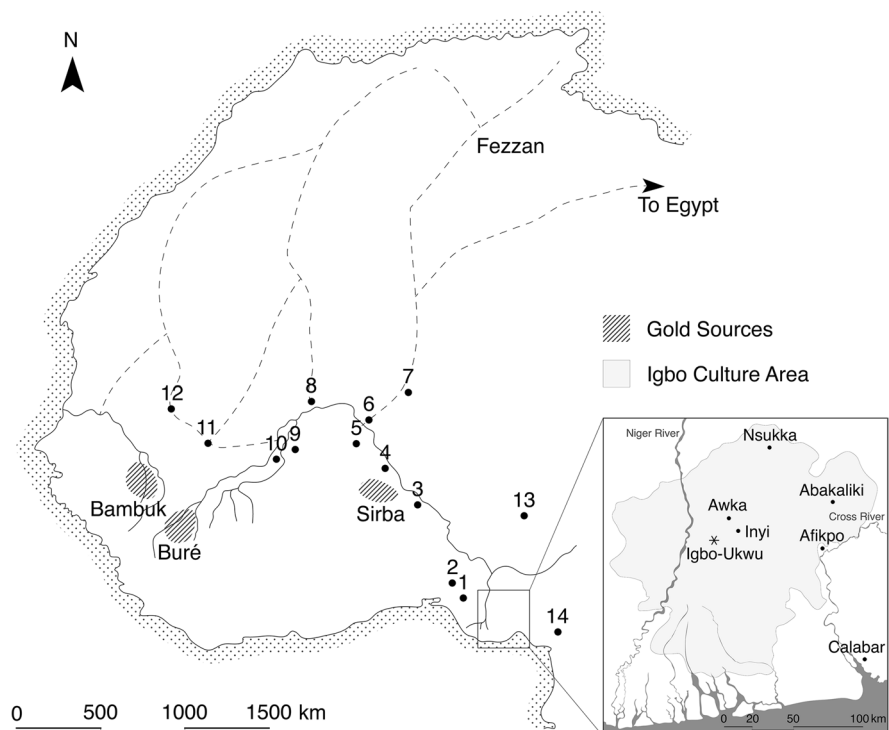 N
Fezzan
To Egypt
Gold Sources
Igbo Culture Area
7
8
12
6
11
5
10
9
4
3
13
Bambuk
Sirba
Buré
2
1
14
0 500 1000 1500 km
Niger River
Nsukka
Abakaliki
Awka
Cross River
Inyi
Afikpo
Igbo-Ukwu
Calabar
0 20 50 100 km